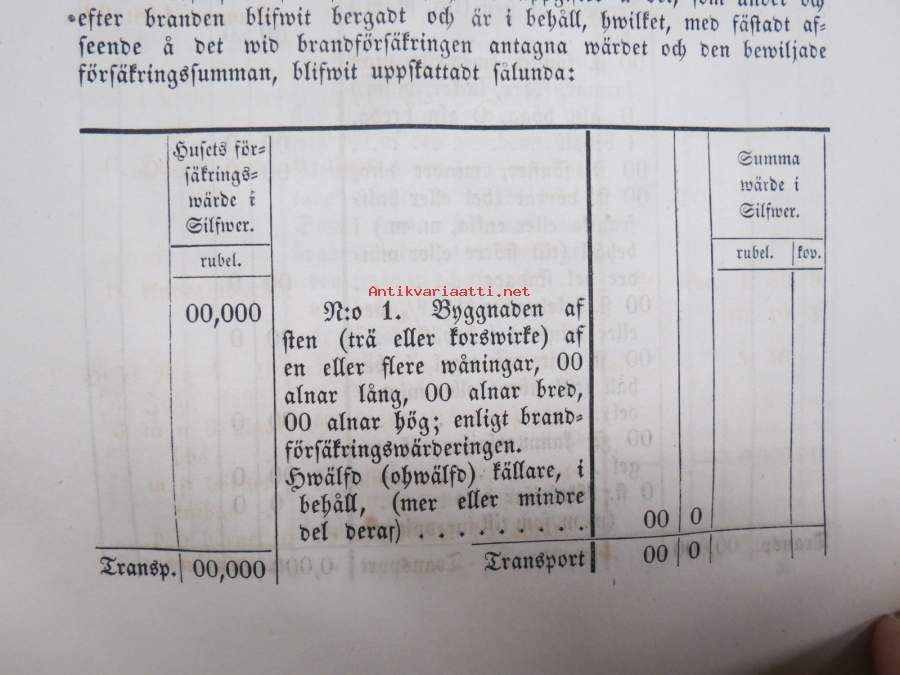 efter branden blifwit bergadt och är i behåll, hwilket, med fästadt af-
seende å det wid brandförsäkringen antagna wärdet och den bewiljade
försäkringssumman, blifwit uppskattadt sålunda:
Husets för-
säkrings-
wärde i
Silfwer.
rubel.
Summa
wärde i
Silfwer.
rubel. kop.
Antikvariaatti.net
00,000 N:o 1. Byggnaden af
sten (trä eller korswirke) af
en eller flere wåningar, 00
alnar lång, 00 alnar bred,
00 alnar hög; enligt brand-
försäkringswärderingen.
Hwälfd (ohwälfd) källare, i
behåll, (mer eller mindre
del deraf) . . . . . . . . 00 0
Transp. 00,000 Transport 00 0